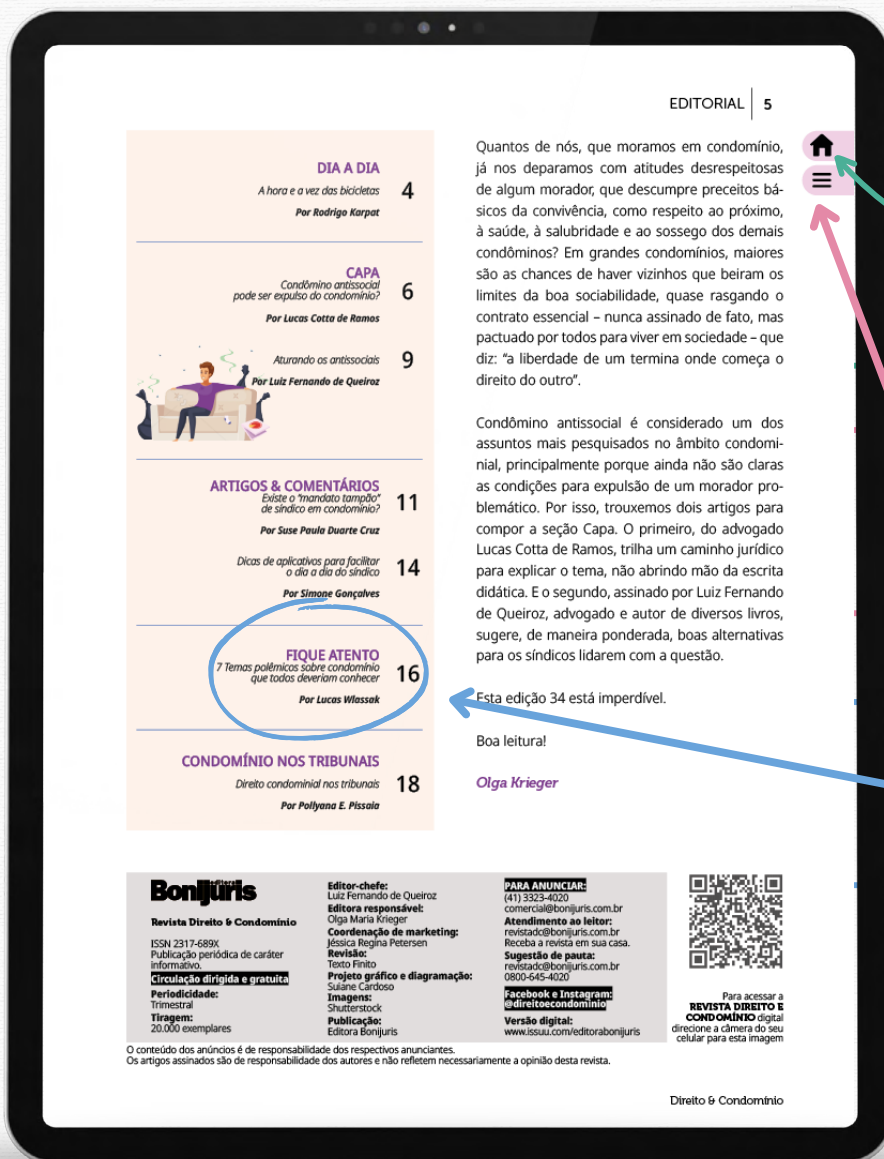 EDITORIAL 5
DIA A DIA
A hora e a vez das bicicletas 4
Por Rodrigo Karpat
CAPA
Condômino antissocial
pode ser expulso do condomínio? 6
Por Lucas Cotta de Ramos
Aturando os antissociais 9
Por Luiz Fernando de Queiroz
ARTIGOS & COMENTÁRIOS
Existe o "mandato tampão"
de síndico em condomínio? 11
Por Suse Paula Duarte Cruz
Dicas de aplicativos para facilitar
o dia a dia do síndico 14
Por Simone Gonçalves
FIQUE ATENTO
7 Temas polêmicos sobre condomínio
que todos deveriam conhecer 16
Por Lucas Wlassak
CONDOMÍNIO NOS TRIBUNAIS
Direito condominial nos tribunais 18
Por Pollyana E. Pissaia
Quantos de nós, que moramos em condomínio,
já nos deparamos com atitudes desrespeitosas
de algum morador, que descumpre preceitos bá-
sicos da convivência, como respeito ao próximo,
à saúde, à salubridade e ao sossego dos demais
condôminos? Em grandes condomínios, maiores
são as chances de haver vizinhos que beiram os
limites da boa sociabilidade, quase rasgando o
contrato essencial – nunca assinado de fato, mas
pactuado por todos para viver em sociedade – que
diz: "a liberdade de um termina onde começa o
direito do outro".
Condômino antissocial é considerado um dos
assuntos mais pesquisados no âmbito condomi-
nial, principalmente porque ainda não são claras
as condições para expulsão de um morador pro-
blemático. Por isso, trouxemos dois artigos para
compor a seção Capa. O primeiro, do advogado
Lucas Cotta de Ramos, trilha um caminho jurídico
para explicar o tema, não abrindo mão da escrita
didática. E o segundo, assinado por Luiz Fernando
de Queiroz, advogado e autor de diversos livros,
sugere, de maneira ponderada, boas alternativas
para os síndicos lidarem com a questão.
Esta edição 34 está imperdível.
Boa leitura!
Olga Krieger
editora
Bonijuris
Revista Direito & Condomínio
ISSN 2317-689X
Publicação periódica de caráter
informativo.
Circulação dirigida e gratuita
Periodicidade:
Trimestral
Tiragem:
20.000 exemplares
Editor-chefe:
Luiz Fernando de Queiroz
Editora responsável:
Olga Maria Krieger
Coordenação de marketing:
Jéssica Regina Petersen
Revisão:
Texto Finito
Projeto gráfico e diagramação:
Suiane Cardoso
Imagens:
Shutterstock
Publicação:
Editora Bonijuris
PARA ANUNCIAR:
(41) 3323-4020
comercial@bonijuris.com.br
Atendimento ao leitor:
revistadc@bonijuris.com.br
Receba a revista em sua casa.
Sugestão de pauta:
revistadc@bonijuris.com.br
0800-645-4020
Facebook e Instagram:
@direitoecondominio
Versão digital:
www.issuu.com/editorabonijuris
Para acessar a
REVISTA DIREITO E
CONDOMÍNIO digital
direcione a câmera do seu
celular para esta imagem
O conteúdo dos anúncios é de responsabilidade dos respectivos anunciantes.
Os artigos assinados são de responsabilidade dos autores e não refletem necessariamente a opinião desta revista.
Direito & Condomínio